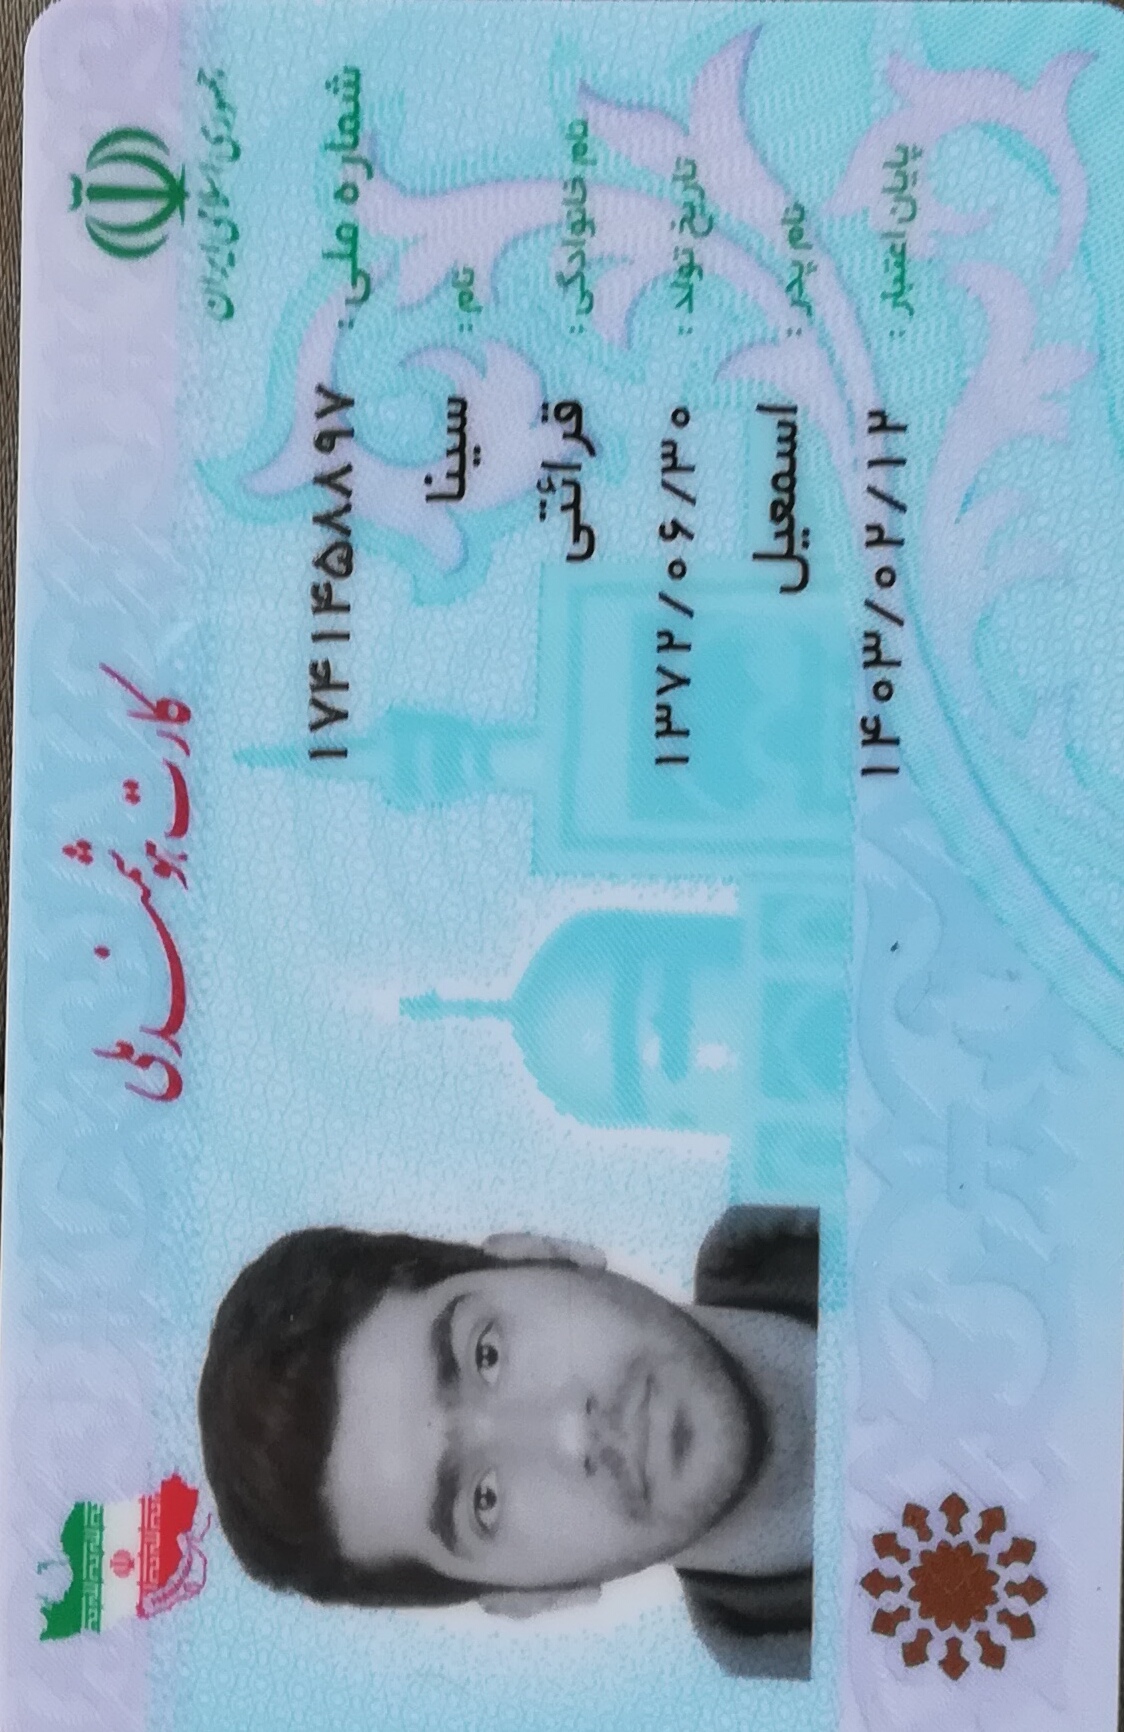 جمهوری اسلامی ایران
کارت هوشمند ملی
شماره ملی : ۱۷۴۱۴۵۸۸۹۷
نام : سینا
نام خانوادگی : قرائتی
تاریخ تولد : ۱۳۷۲/۰۶/۳۰
نام پدر : اسمعیل
پایان اعتبار : ۱۴۰۳/۰۲/۱۲